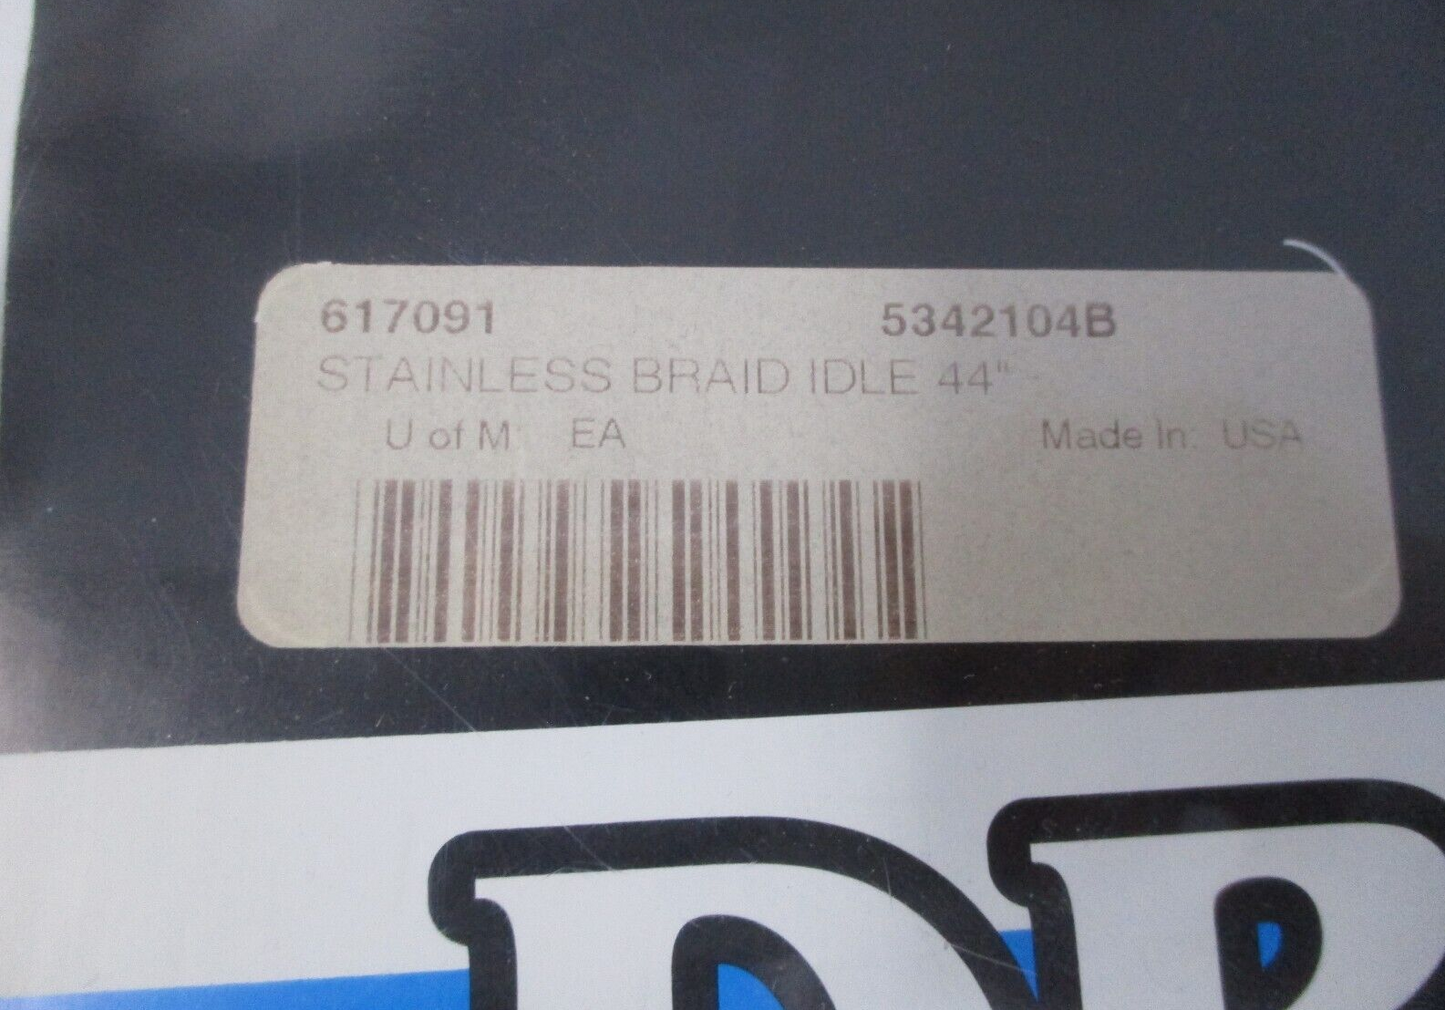 617091 5342104B
STAINLESS BRAID IDLE 44"
U of M: EA Made In: USA